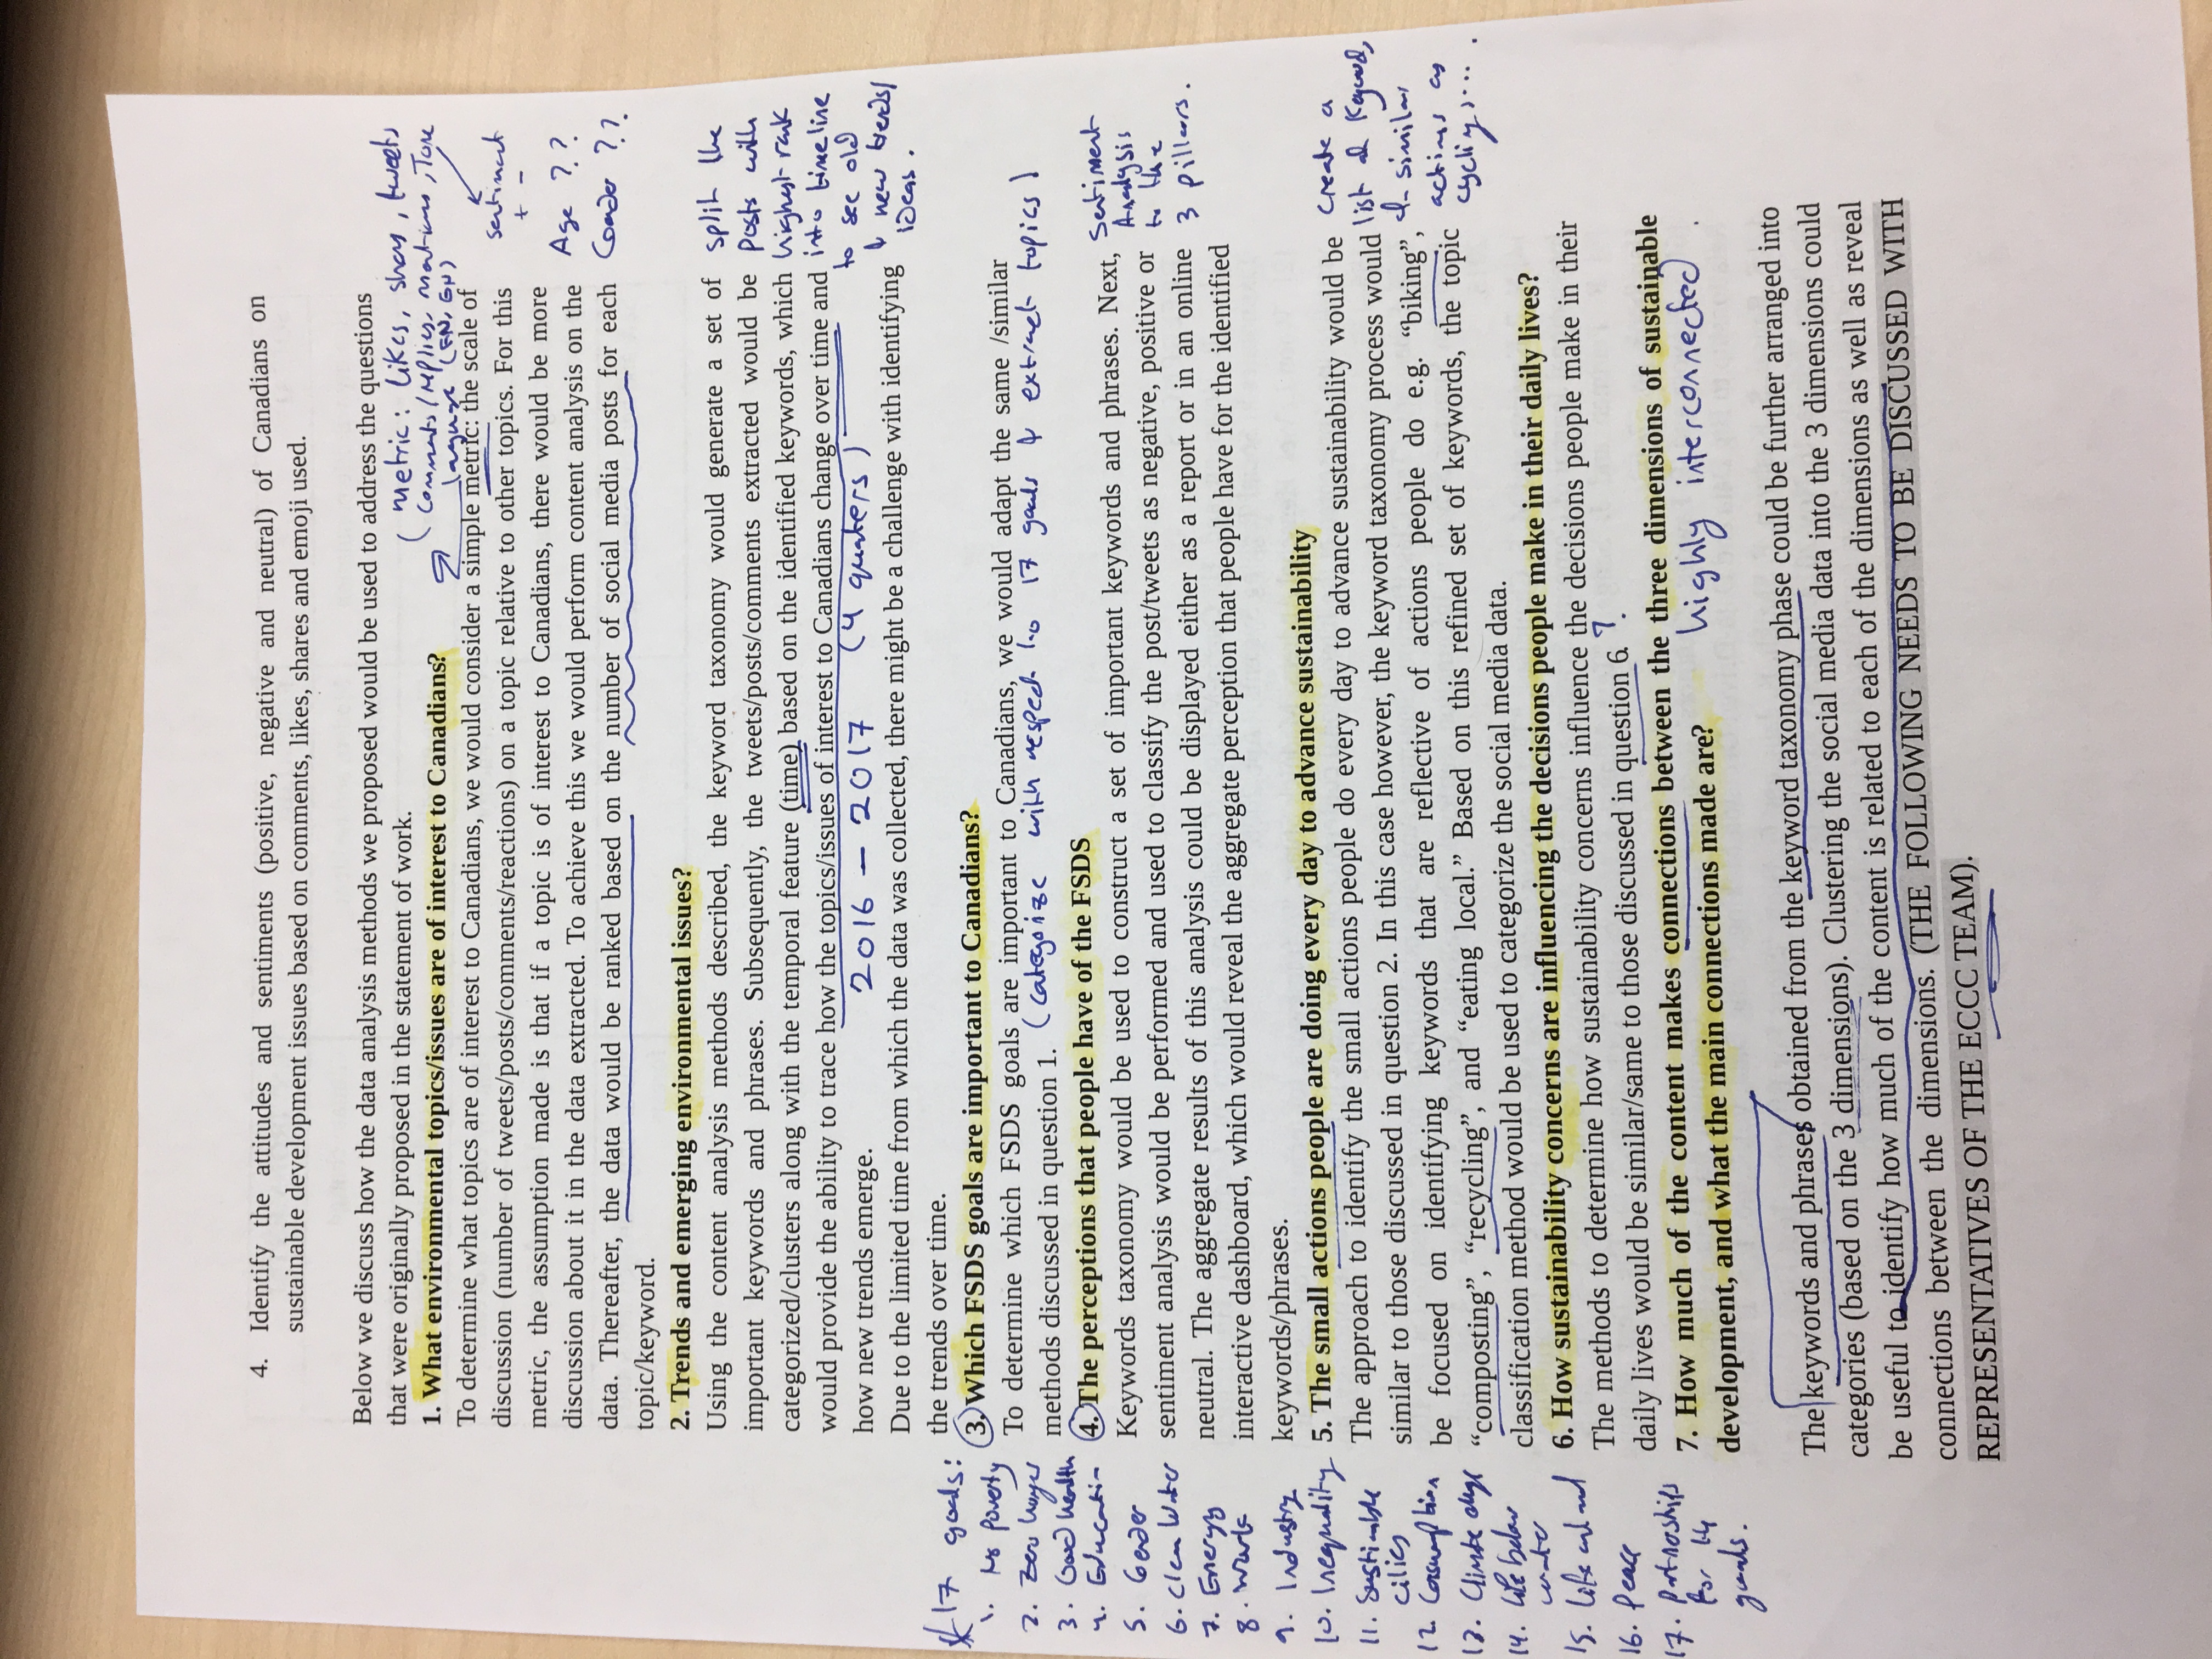 4. Identify the attitudes and sentiments (positive, negative and neutral) of Canadians on
sustainable development issues based on comments, likes, shares and emoji used.
Below we discuss how the data analysis methods we proposed would be used to address the questions
that were originally proposed in the statement of work.
(metric: likes, shares, tweets
comments/replies, mentions, Tone
language (FN, EN)
sentiment
+ -
Age ??
Gender ??
1. What environmental topics/issues are of interest to Canadians?
To determine what topics are of interest to Canadians, we would consider a simple metric: the scale of
discussion (number of tweets/posts/comments/reactions) on a topic relative to other topics. For this
metric, the assumption made is that if a topic is of interest to Canadians, there would be more
discussion about it in the data extracted. To achieve this we would perform content analysis on the
data. Thereafter, the data would be ranked based on the number of social media posts for each
topic/keyword.
2. Trends and emerging environmental issues?
Using the content analysis methods described, the keyword taxonomy would generate a set of
important keywords and phrases. Subsequently, the tweets/posts/comments extracted would be
categorized/clusters along with the temporal feature (time) based on the identified keywords, which
would provide the ability to trace how the topics/issues of interest to Canadians change over time and
how new trends emerge.
2016 - 2017 (4 quaters)
split the
posts with
highest rank
into timeline
to see old
& new trends/
ideas.
Due to the limited time from which the data was collected, there might be a challenge with identifying
the trends over time.
17 goals:
1. No poverty
2. Zero hunger
3. Good health
4. Education
5. Gender
6. Clean Water
7. Energy
8. Work
9. Industry
10. Inequality
11. Sustinable
cities
12. Consumption
13. Climate change
14. Life below
water
15. Life on land
16. Peace
17. Partnerships
for the
goals.
3. Which FSDS goals are important to Canadians?
To determine which FSDS goals are important to Canadians, we would adapt the same /similar
methods discussed in question 1.
(categorize with respect to 17 goals & extract topics)
4. The perceptions that people have of the FSDS
Keywords taxonomy would be used to construct a set of important keywords and phrases. Next,
sentiment analysis would be performed and used to classify the post/tweets as negative, positive or
neutral. The aggregate results of this analysis could be displayed either as a report or in an online
interactive dashboard, which would reveal the aggregate perception that people have for the identified
keywords/phrases.
Sentiment
Analysis
to the
3 pillars.
5. The small actions people are doing every day to advance sustainability
The approach to identify the small actions people do every day to advance sustainability would be
similar to those discussed in question 2. In this case however, the keyword taxonomy process would
be focused on identifying keywords that are reflective of actions people do e.g. “biking”,
“composting”, “recycling”, and “eating local.” Based on this refined set of keywords, the topic
classification method would be used to categorize the social media data.
create a
list of keywords
& similar
actions as
cycling, ....
6. How sustainability concerns are influencing the decisions people make in their daily lives?
The methods to determine how sustainability concerns influence the decisions people make in their
daily lives would be similar/same to those discussed in question 6. ?
7. How much of the content makes connections between the three dimensions of sustainable
development, and what the main connections made are?
highly interconnected.
The keywords and phrases obtained from the keyword taxonomy phase could be further arranged into
categories (based on the 3 dimensions). Clustering the social media data into the 3 dimensions could
be useful to identify how much of the content is related to each of the dimensions as well as reveal
connections between the dimensions. (THE FOLLOWING NEEDS TO BE DISCUSSED WITH
REPRESENTATIVES OF THE ECCC TEAM).